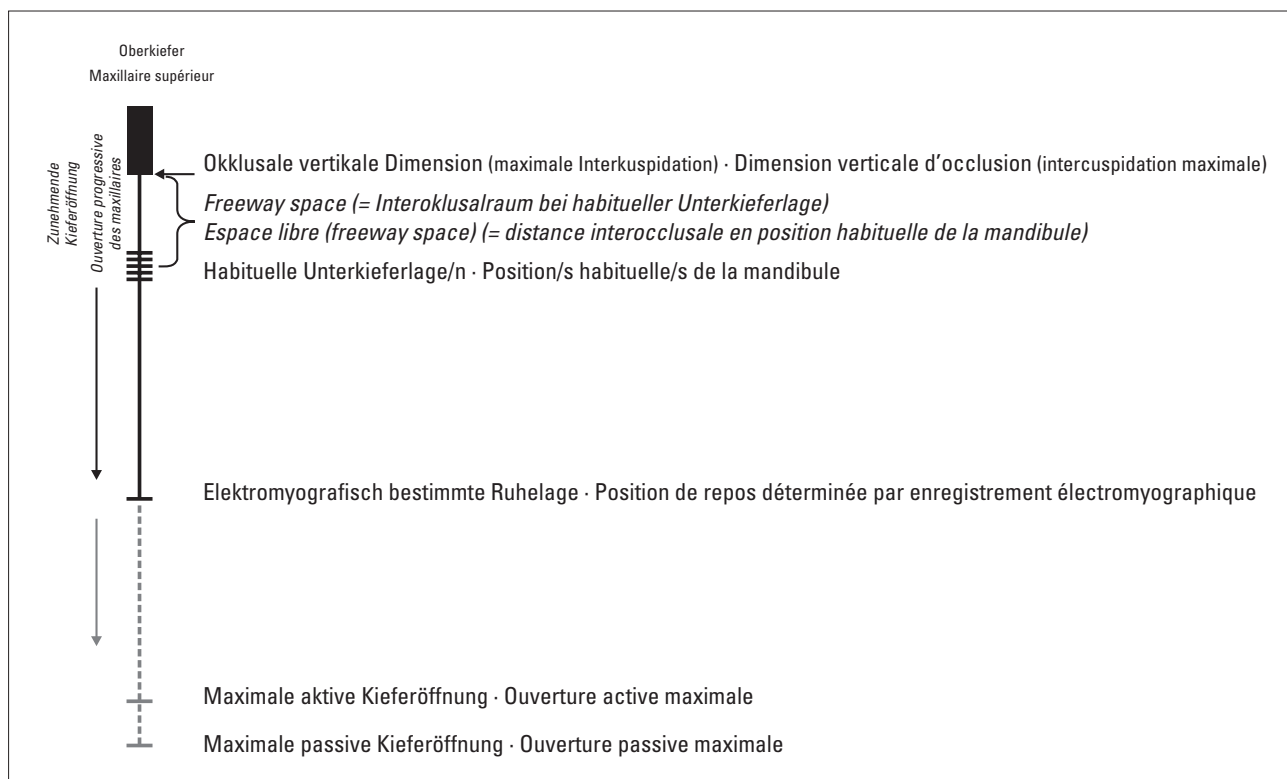 Oberkiefer
Maxillaire supérieur
Zunehmende
Kieferöffnung
Ouverture progressive
des maxillaires
Okklusale vertikale Dimension (maximale Interkuspidation) · Dimension verticale d’occlusion (intercuspidation maximale)
Freeway space (= Interoklusalraum bei habitueller Unterkieferlage)
Espace libre (freeway space) (= distance interocclusale en position habituelle de la mandibule)
Habituelle Unterkieferlage/n · Position/s habituelle/s de la mandibule
Elektromyografisch bestimmte Ruhelage · Position de repos déterminée par enregistrement électromyographique
Maximale aktive Kieferöffnung · Ouverture active maximale
Maximale passive Kieferöffnung · Ouverture passive maximale